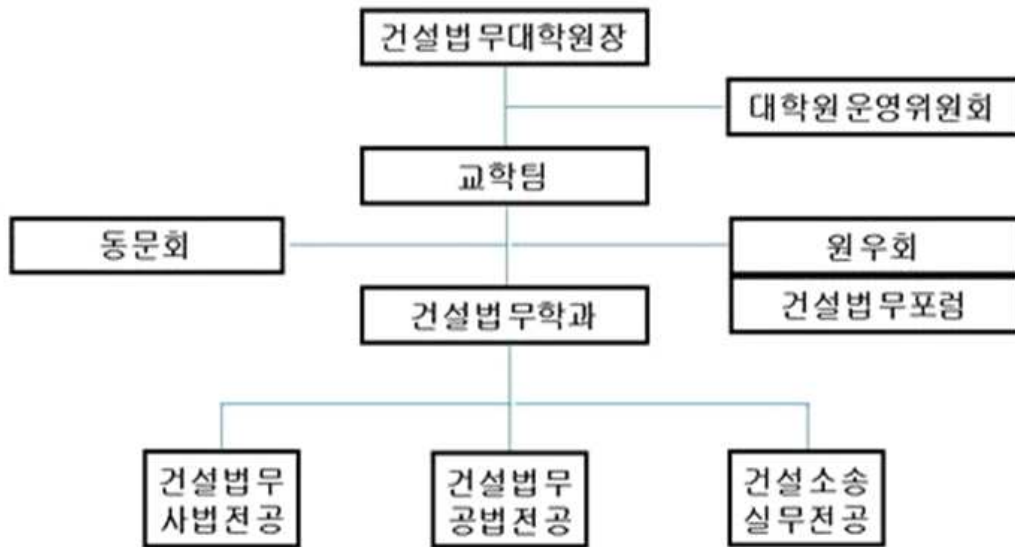 건설법무대학원장
대학원운영위원회
교학팀
동문회
원우회
건설법무포럼
건설법무학과
건설법무
사법전공
건설법무
공법전공
건설소송
실무전공